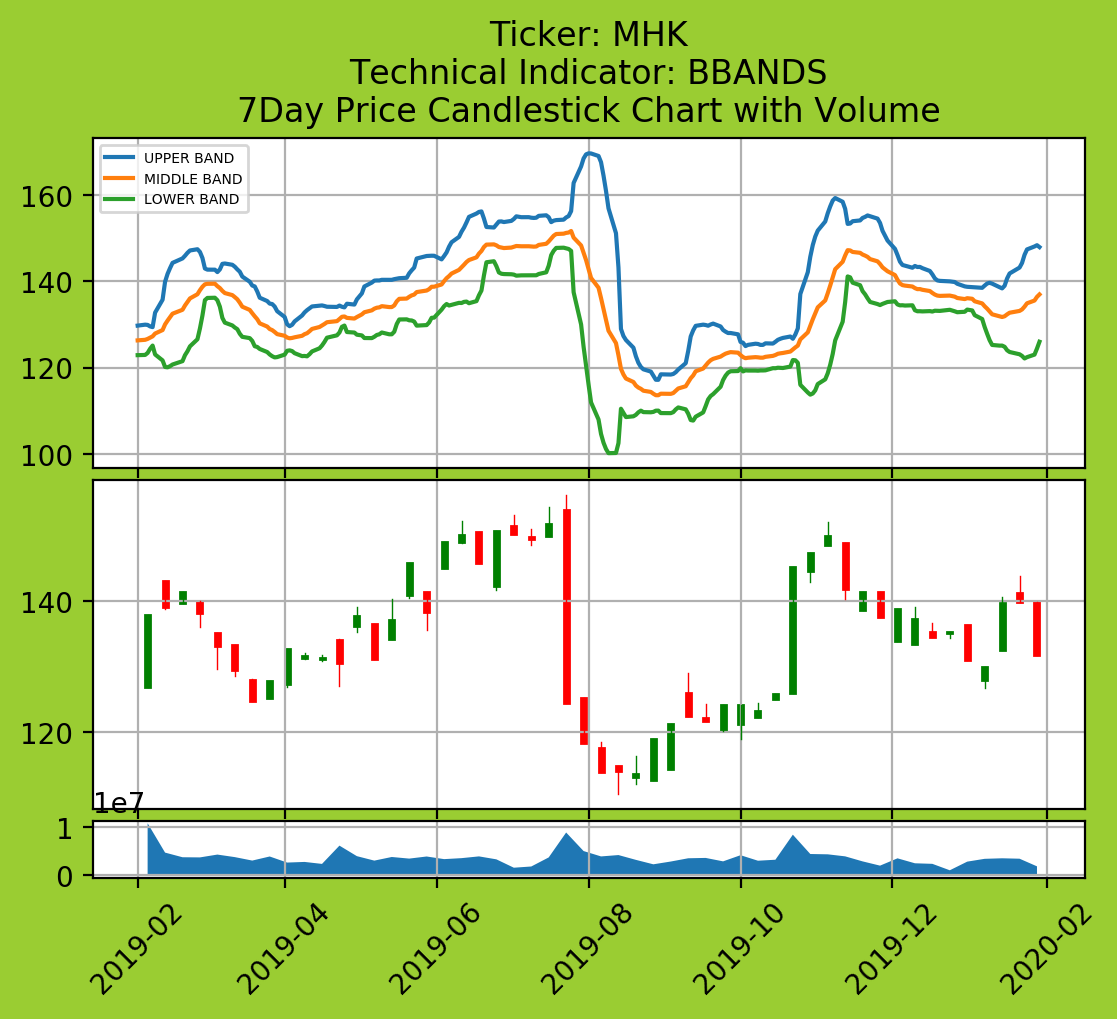 Ticker: MHK
Technical Indicator: BBANDS
7Day Price Candlestick Chart with Volume
UPPER BAND
MIDDLE BAND
LOWER BAND
160
140
120
100
140
120
1e7
1
0
2019-02
2019-04
2019-06
2019-08
2019-10
2019-12
2020-02